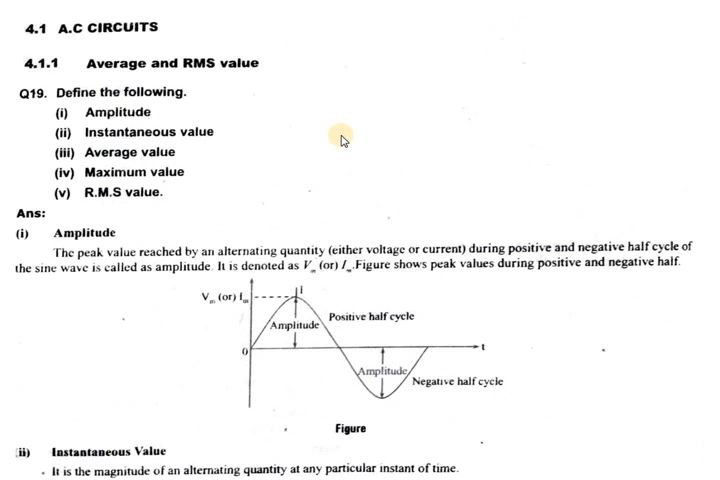 4.1 A.C CIRCUITS
4.1.1 Average and RMS value
Q19. Define the following.
(i) Amplitude
(ii) Instantaneous value
(iii) Average value
(iv) Maximum value
(v) R.M.S value.
Ans:
(i) Amplitude
The peak value reached by an alternating quantity (either voltage or current) during positive and negative half cycle of
the sine wave is called as amplitude. It is denoted as Vm (or) Im.Figure shows peak values during positive and negative half.
Vm (or) Im
Amplitude
Positive half cycle
0
t
Amplitude
Negative half cycle
Figure
ii) Instantaneous Value
It is the magnitude of an alternating quantity at any particular instant of time.